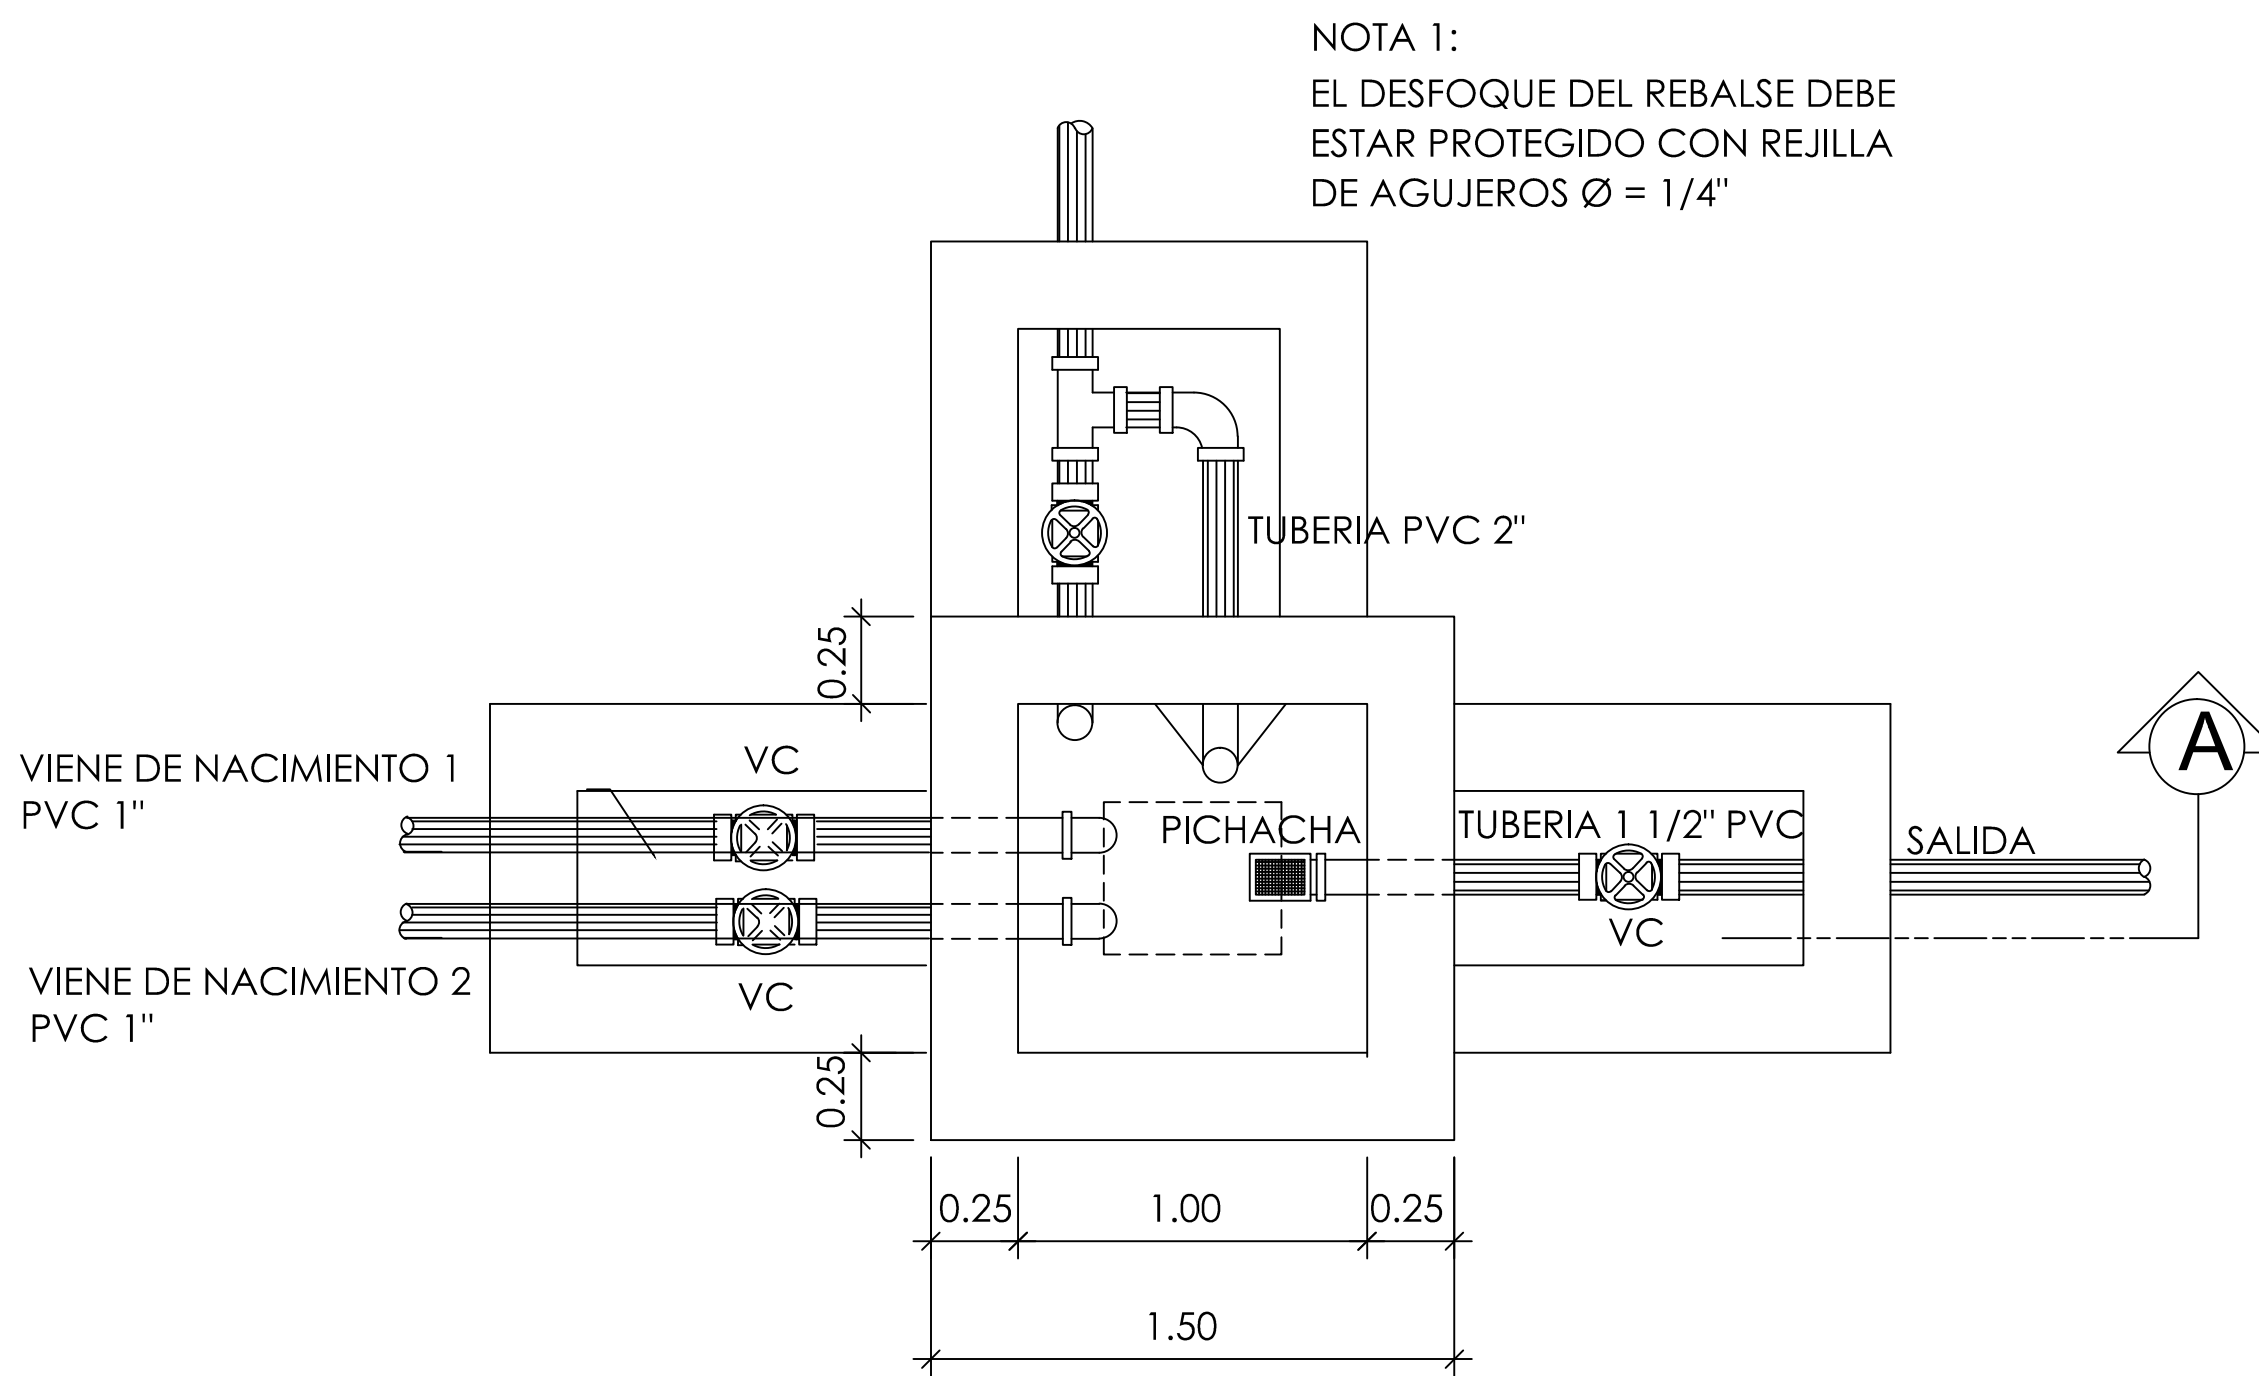 NOTA 1:
EL DESFOQUE DEL REBALSE DEBE
ESTAR PROTEGIDO CON REJILLA
DE AGUJEROS Ø = 1/4"
TUBERIA PVC 2"
0.25
A
VIENE DE NACIMIENTO 1
PVC 1"
VC
PICHACHA
TUBERIA 1 1/2" PVC
SALIDA
VC
VIENE DE NACIMIENTO 2
PVC 1"
VC
0.25
0.25
1.00
0.25
1.50